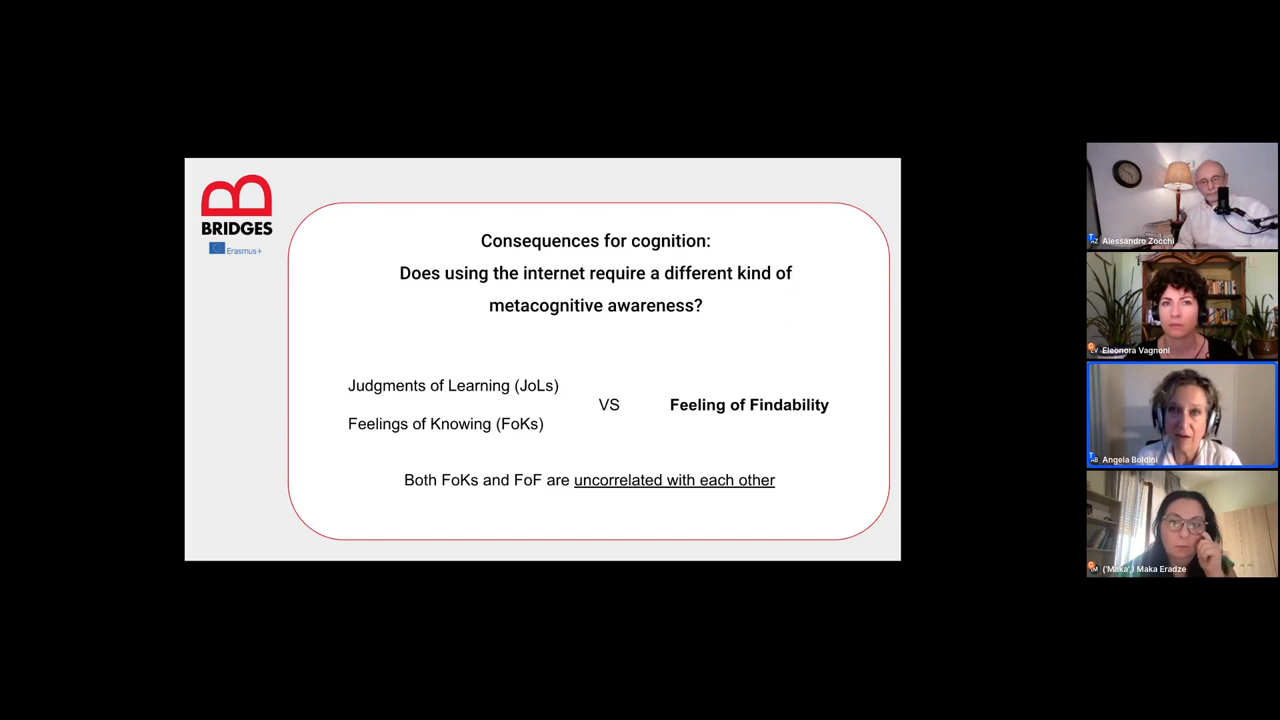 BRIDGES
Erasmus+
Consequences for cognition:
Does using the internet require a different kind of
metacognitive awareness?
Judgments of Learning (JoLs)
VS
Feeling of Findability
Feelings of Knowing (FoKs)
Both FoKs and FoF are uncorrelated with each other
Alessandro Zocchi
Eleonora Vagnoni
Angela Boldini
('Maka') Maka Eradze